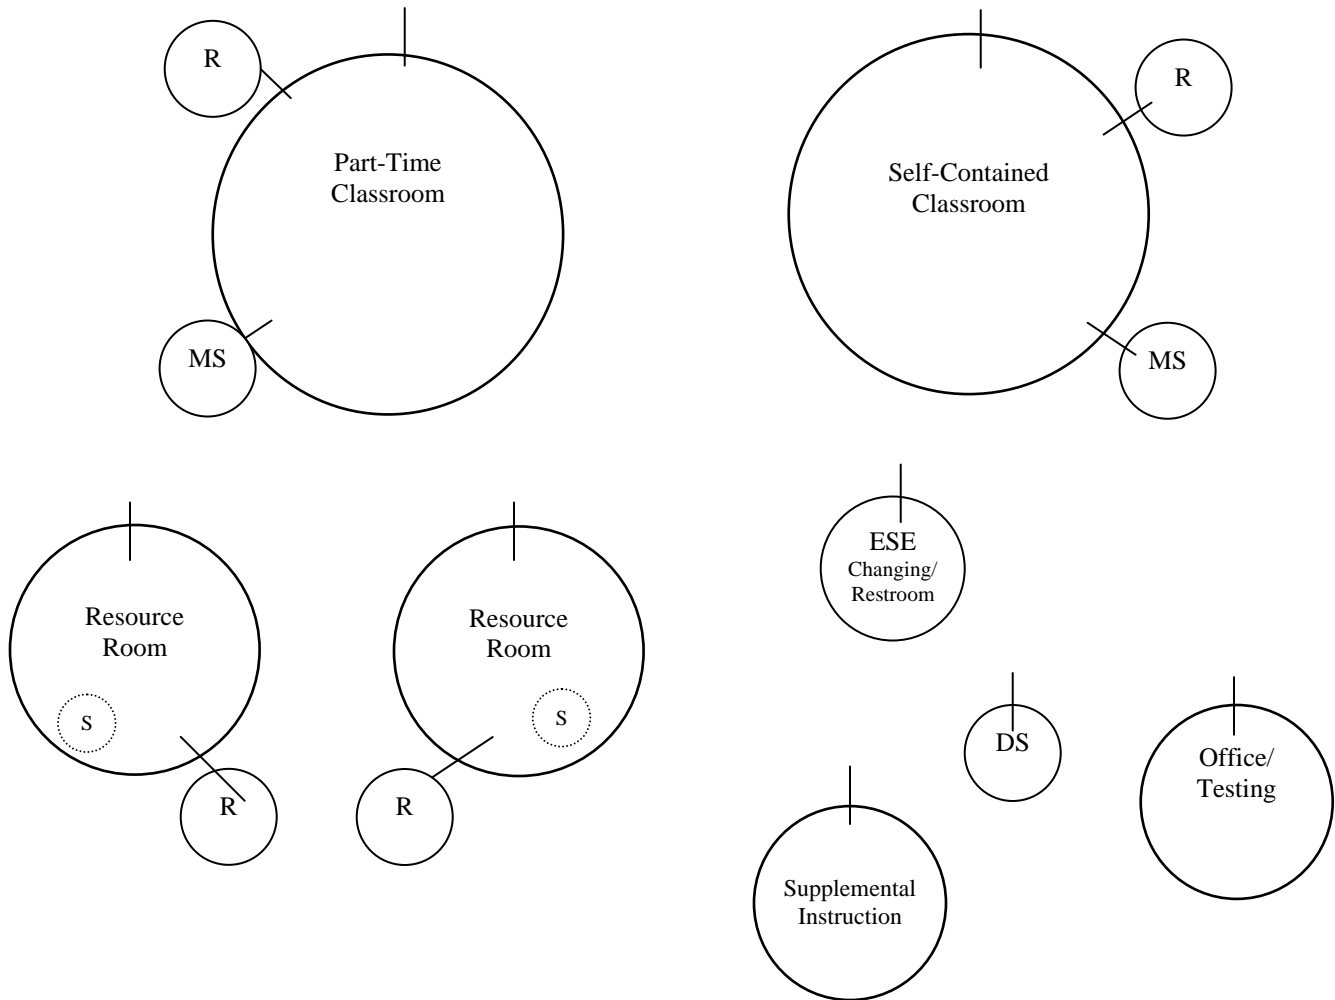 R
Part-Time
Classroom
MS
Self-Contained
Classroom
R
MS
Resource
Room
S
R
Resource
Room
S
R
ESE
Changing/
Restroom
DS
Office/
Testing
Supplemental
Instruction